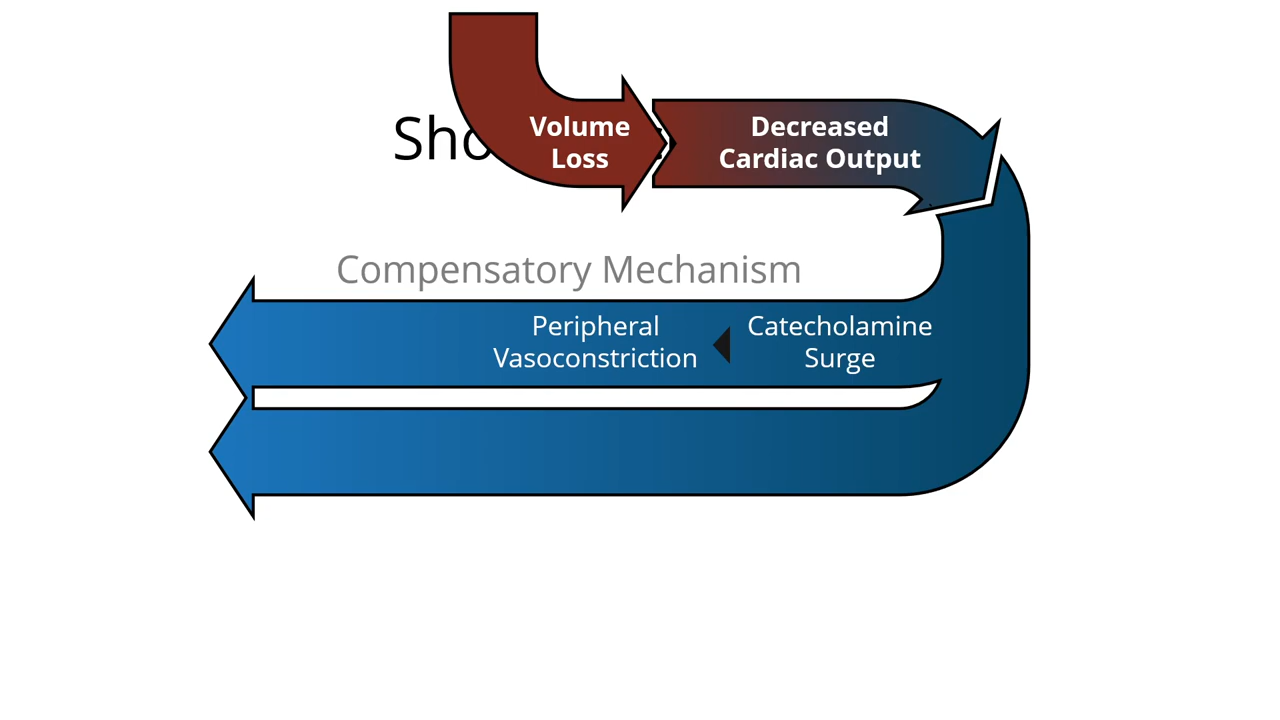 Volume
Loss
Decreased
Cardiac Output
Compensatory Mechanism
Peripheral
Vasoconstriction
Catecholamine
Surge